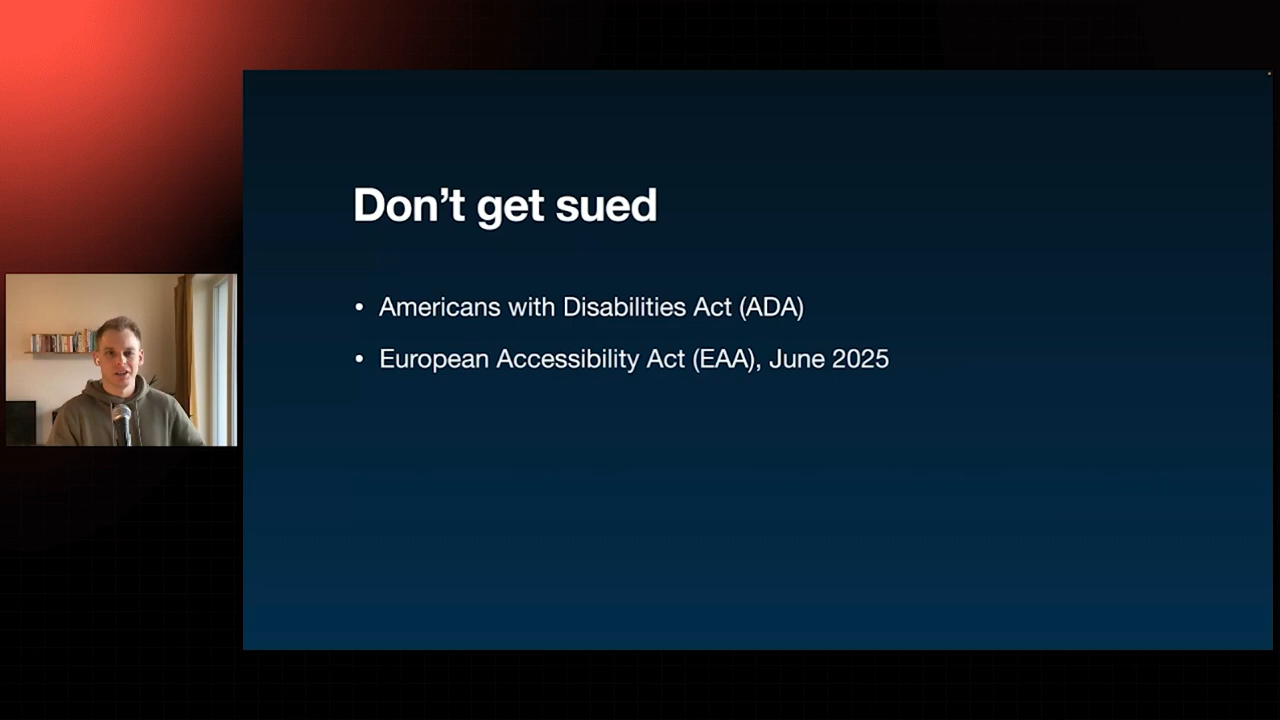 Don’t get sued
• Americans with Disabilities Act (ADA)
• European Accessibility Act (EAA), June 2025